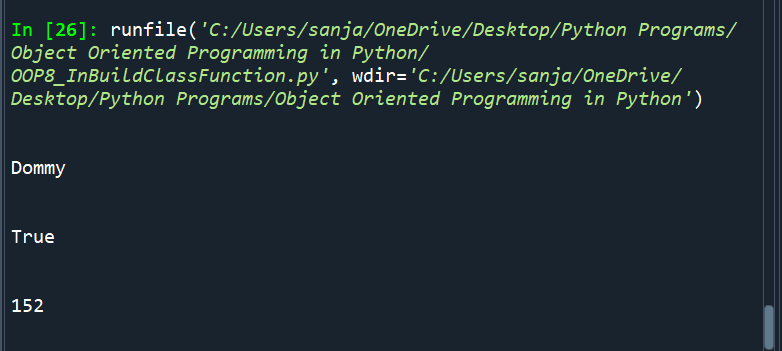 In [26]: runfile('C:/Users/sanja/OneDrive/Desktop/Python Programs/
Object Oriented Programming in Python/
OOP8_InBuildClassFunction.py', wdir='C:/Users/sanja/OneDrive/
Desktop/Python Programs/Object Oriented Programming in Python')
Dommy
True
152